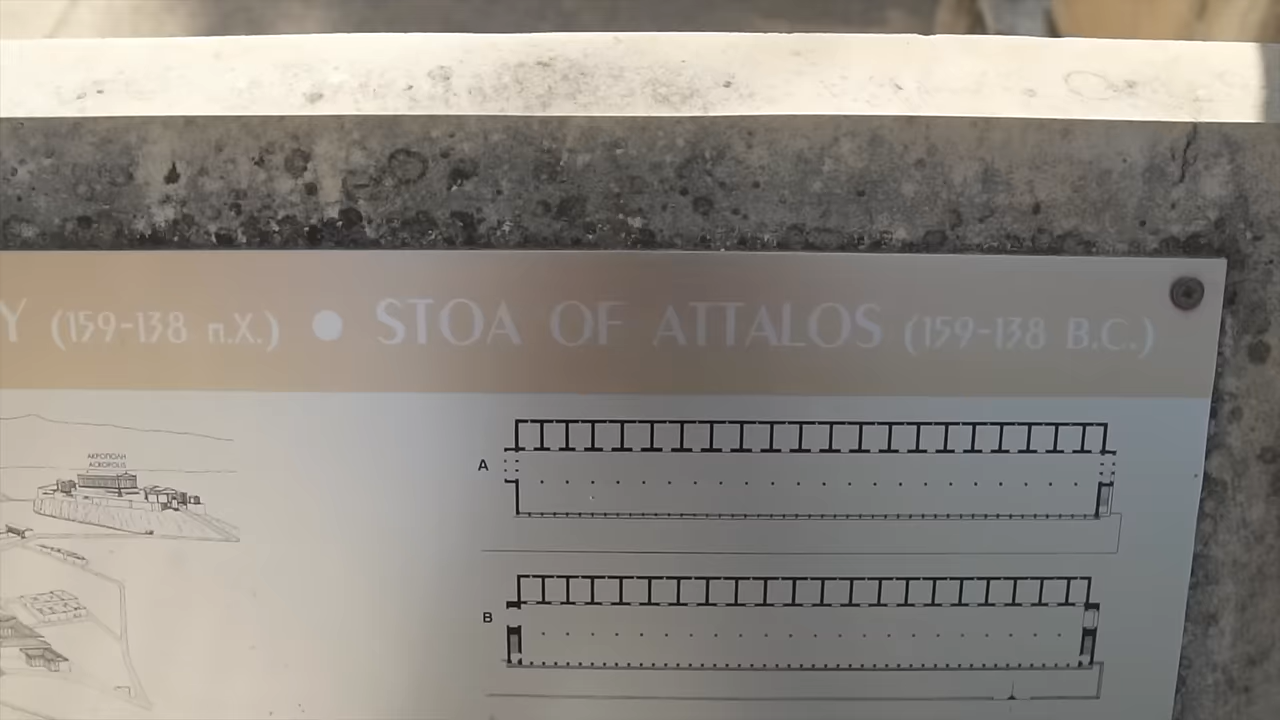 Υ (159-138 π.Χ.) ● STOA OF ATTALOS (159-138 B.C.)
ΑΚΡΟΠΟΛΗ
ACROPOLIS
A
B